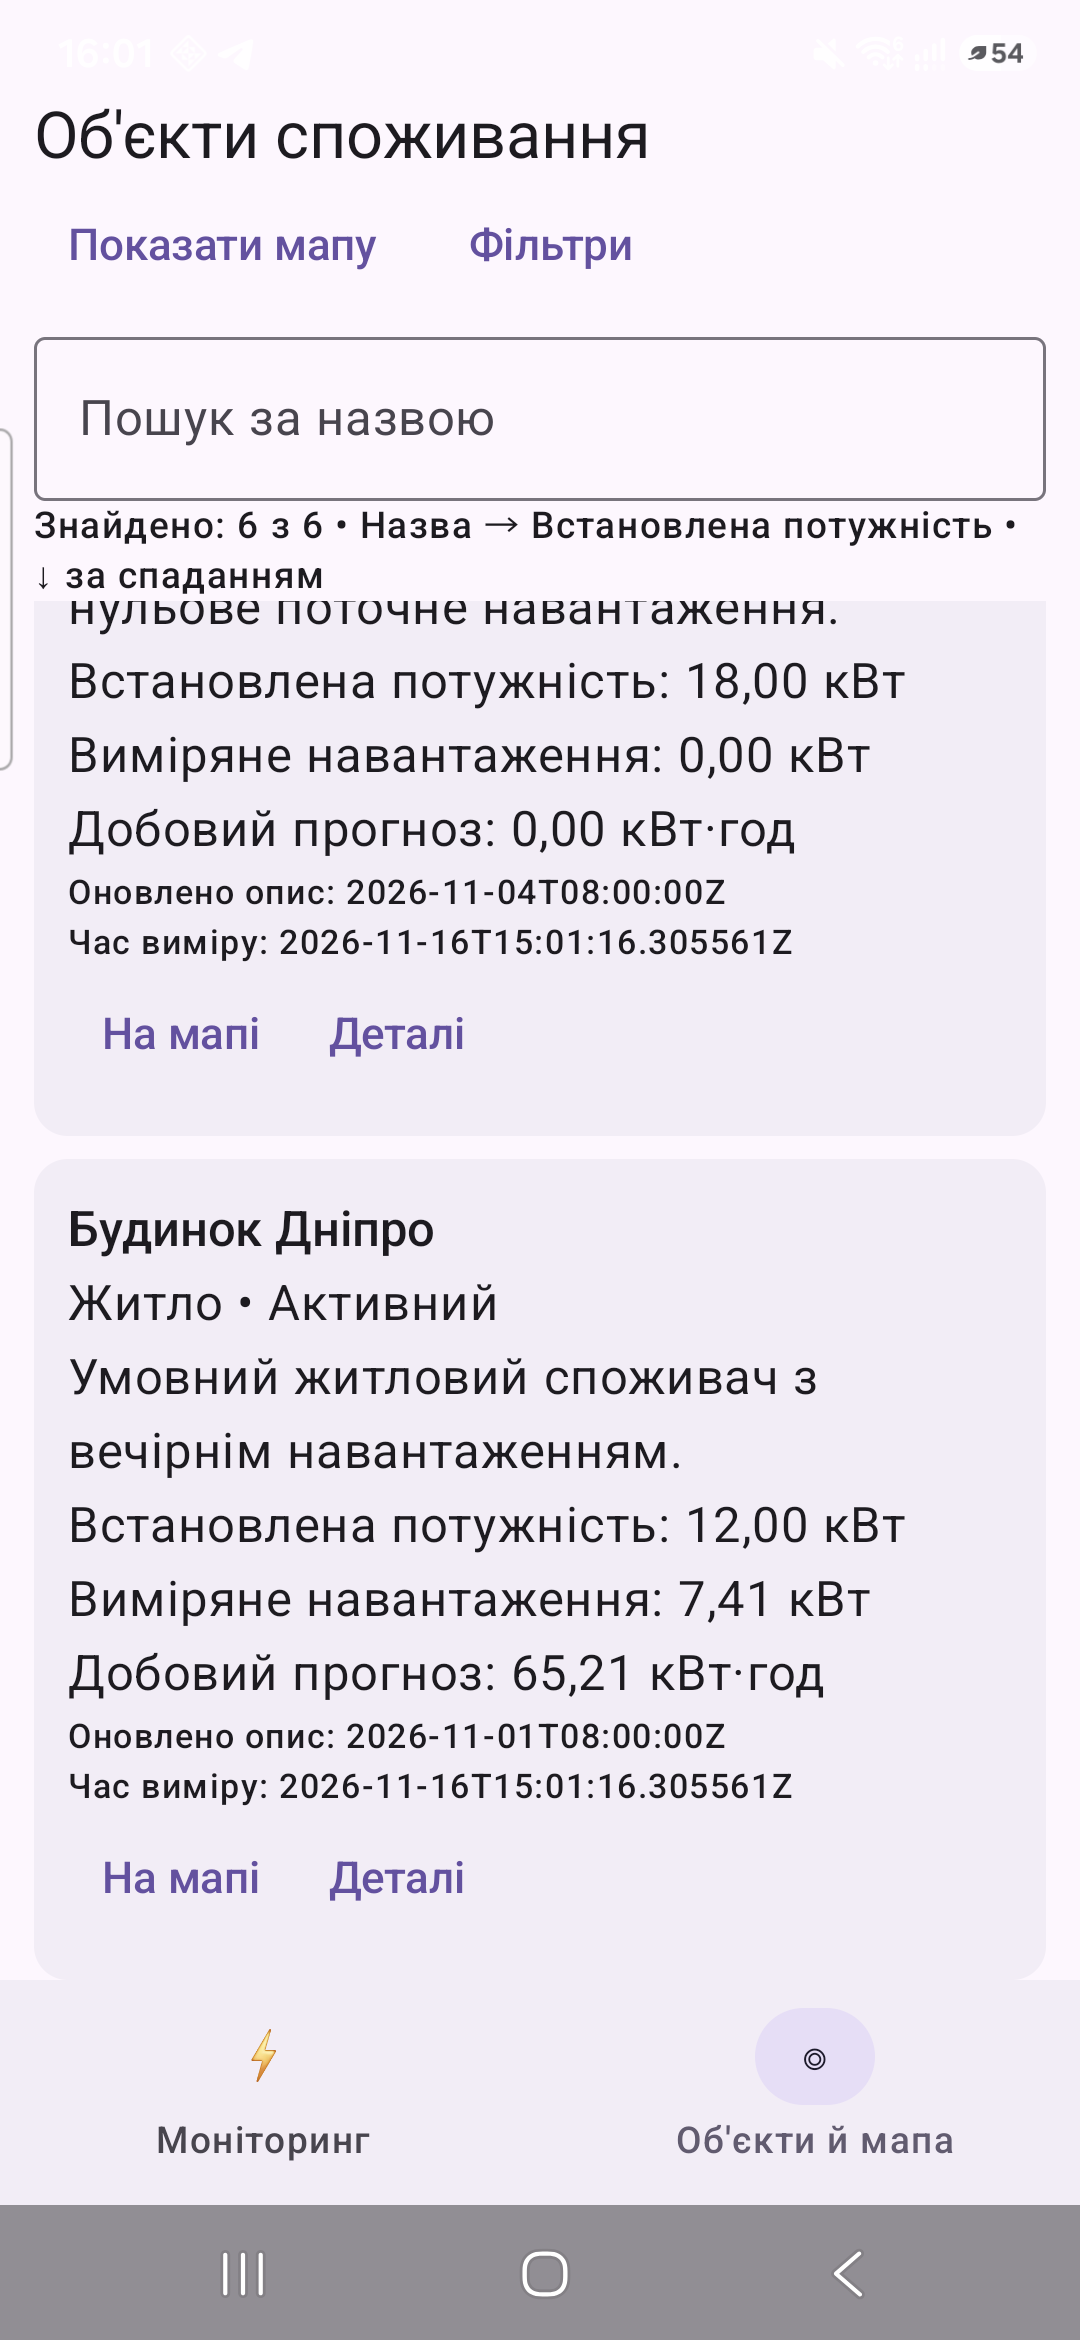 16:01
54
Об'єкти споживання
Показати мапу Фільтри
Пошук за назвою
Знайдено: 6 з 6 • Назва → Встановлена потужність •
↓ за спаданням
нульове поточне навантаження.
Встановлена потужність: 18,00 кВт
Виміряне навантаження: 0,00 кВт
Добовий прогноз: 0,00 кВт·год
Оновлено опис: 2026-11-04T08:00:00Z
Час виміру: 2026-11-16T15:01:16.305561Z
На мапі Деталі
Будинок Дніпро
Житло • Активний
Умовний житловий споживач з
вечірнім навантаженням.
Встановлена потужність: 12,00 кВт
Виміряне навантаження: 7,41 кВт
Добовий прогноз: 65,21 кВт·год
Оновлено опис: 2026-11-01T08:00:00Z
Час виміру: 2026-11-16T15:01:16.305561Z
На мапі Деталі
Моніторинг Об'єкти й мапа